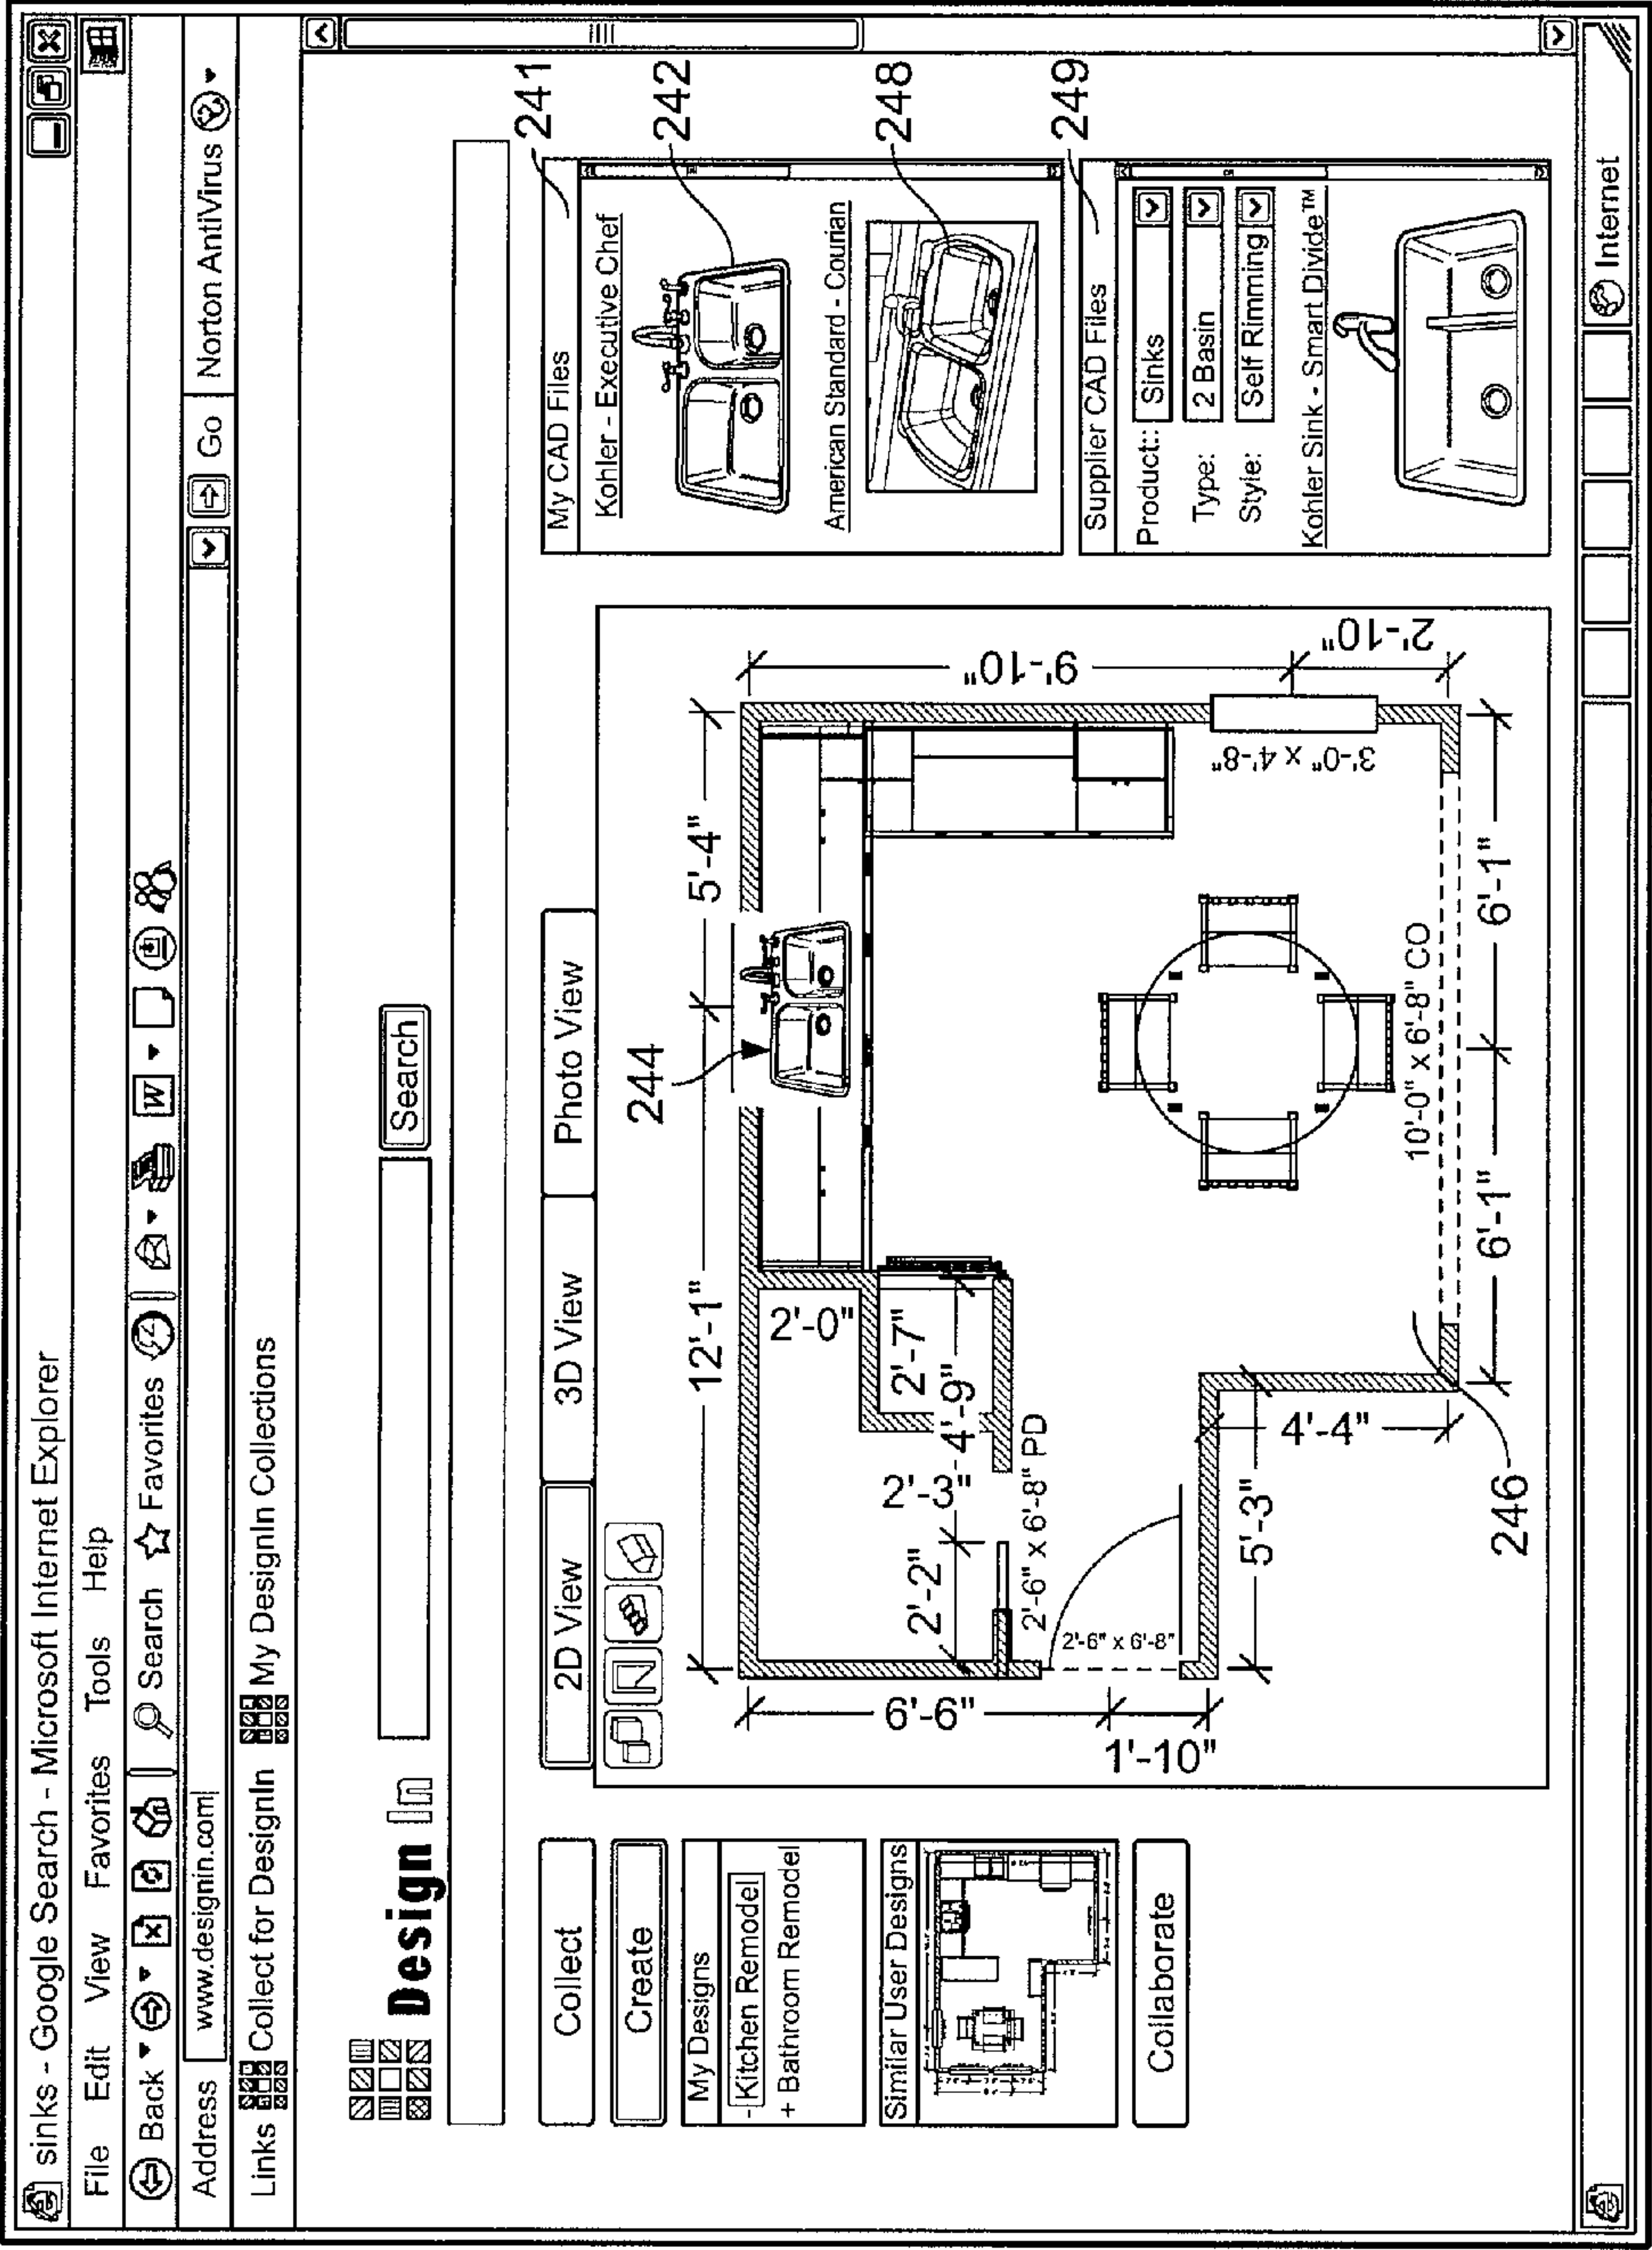 sinks - Google Search - Microsoft Internet Explorer
File Edit View Favorites Tools Help
Back Search Favorites W
Address www.designin.com Go Norton AntiVirus
Links Collect for DesignIn My DesignIn Collections
Design In
Search
Collect
Create
My Designs
- Kitchen Remodel
+ Bathroom Remodel
Similar User Designs
Collaborate
2D View 3D View Photo View
244
12'-1" 5'-4"
6'-6"
1'-10"
2'-0"
2'-7"
4'-9"
2'-3"
2'-2"
2'-6" x 6'-8" PD
2'-6" x 6'-8"
5'-3"
4'-4"
246
9'-10"
2'-10"
3'-0" x 4'-8"
10'-0" x 6'-8" CO
6'-1" 6'-1"
241
My CAD Files
Kohler - Executive Chef
242
American Standard - Courian
248
249
Supplier CAD Files
Product:: Sinks
Type: 2 Basin
Style: Self Rimming
Kohler Sink - Smart Divide™
Internet